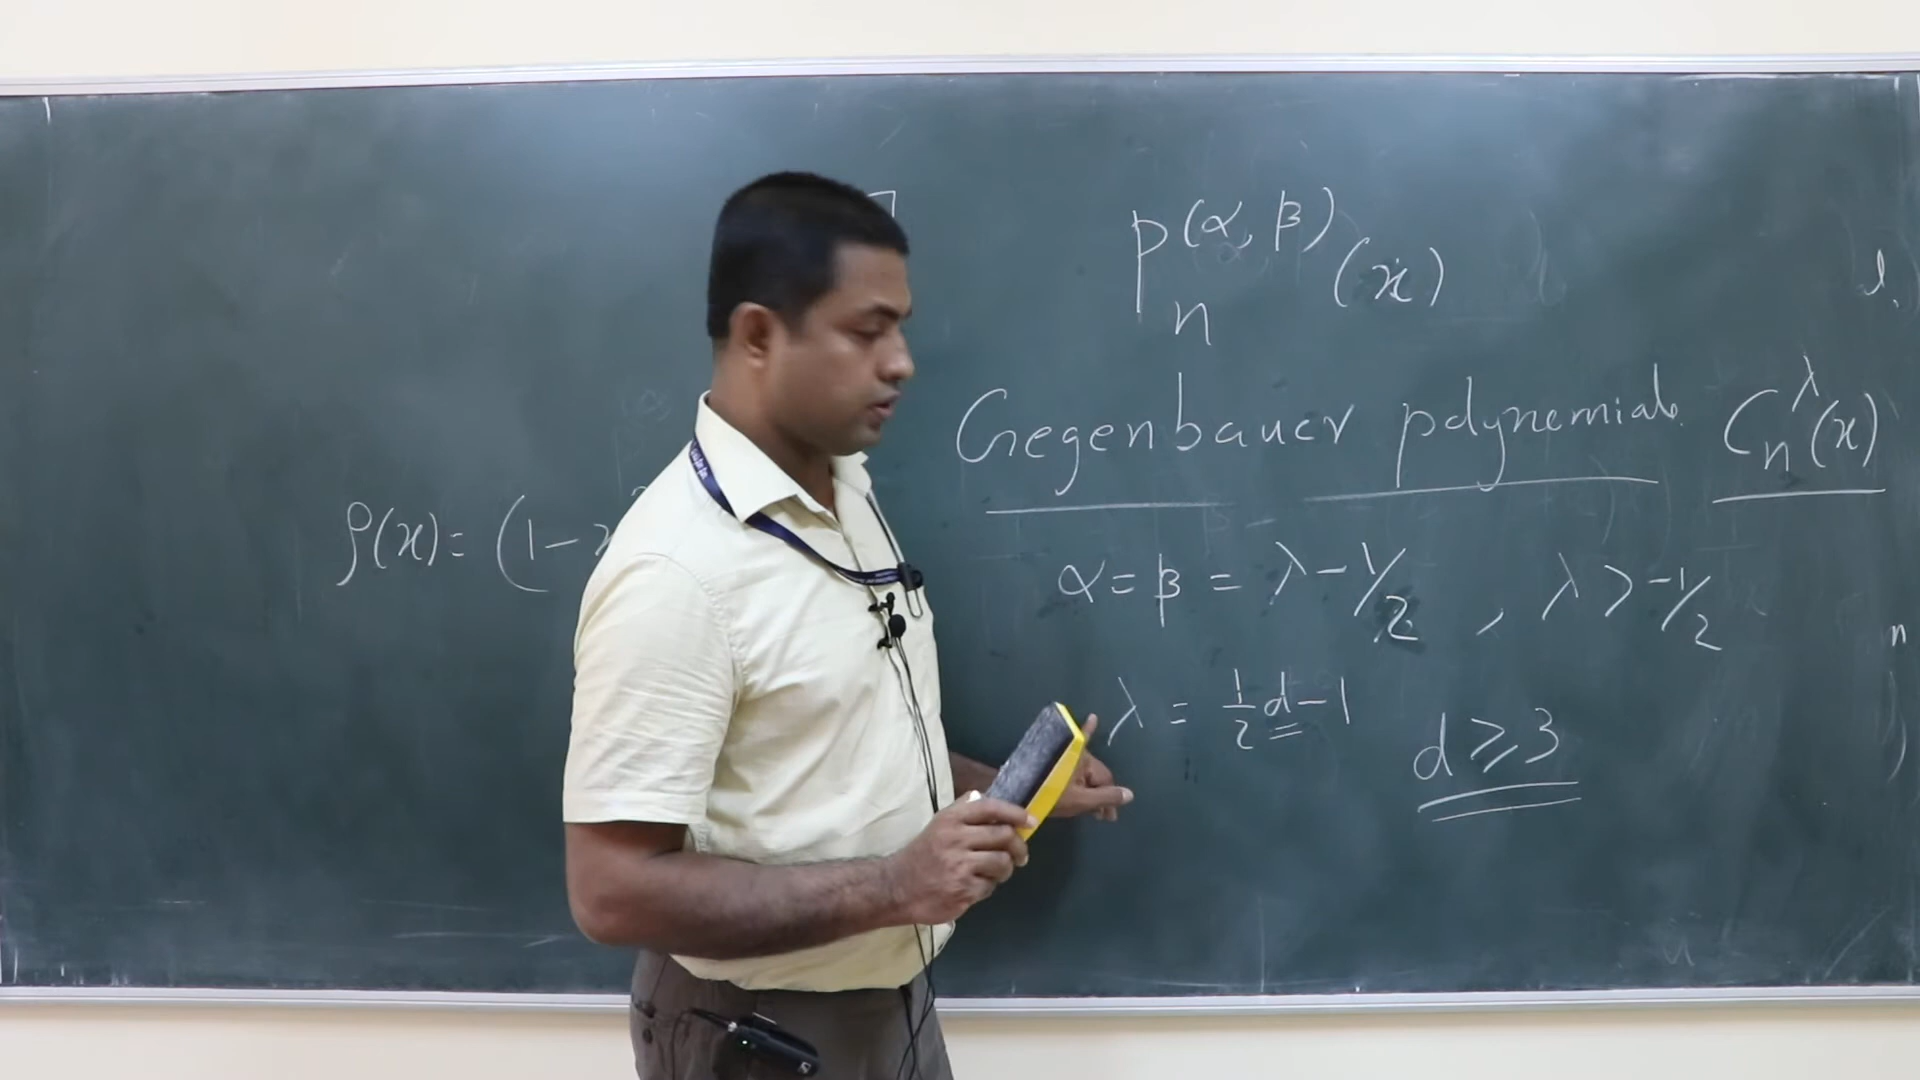 P_n^{(α, β)}(x)
Gegenbauer polynomials C_n^λ(x)
ρ(x) = (1-x
α = β = λ - 1/2 , λ > -1/2
λ = 1/2 d - 1
d ≥ 3